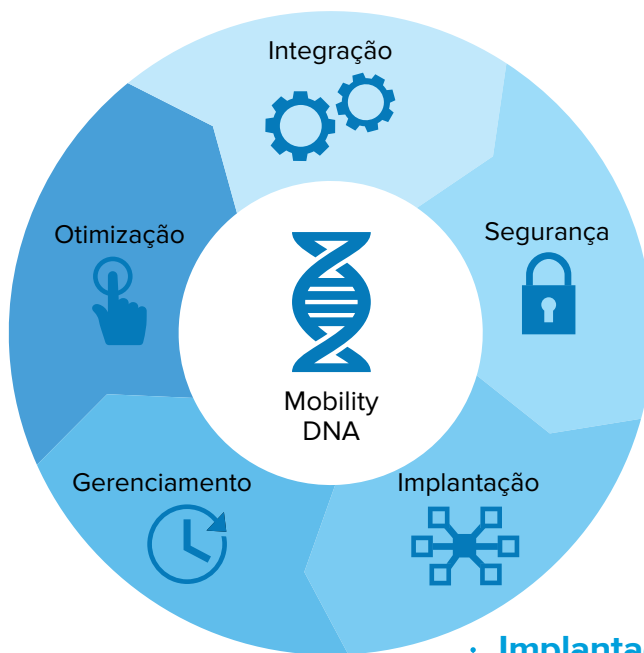 Integração
Otimização
Segurança
Mobility
DNA
Gerenciamento
Implantação